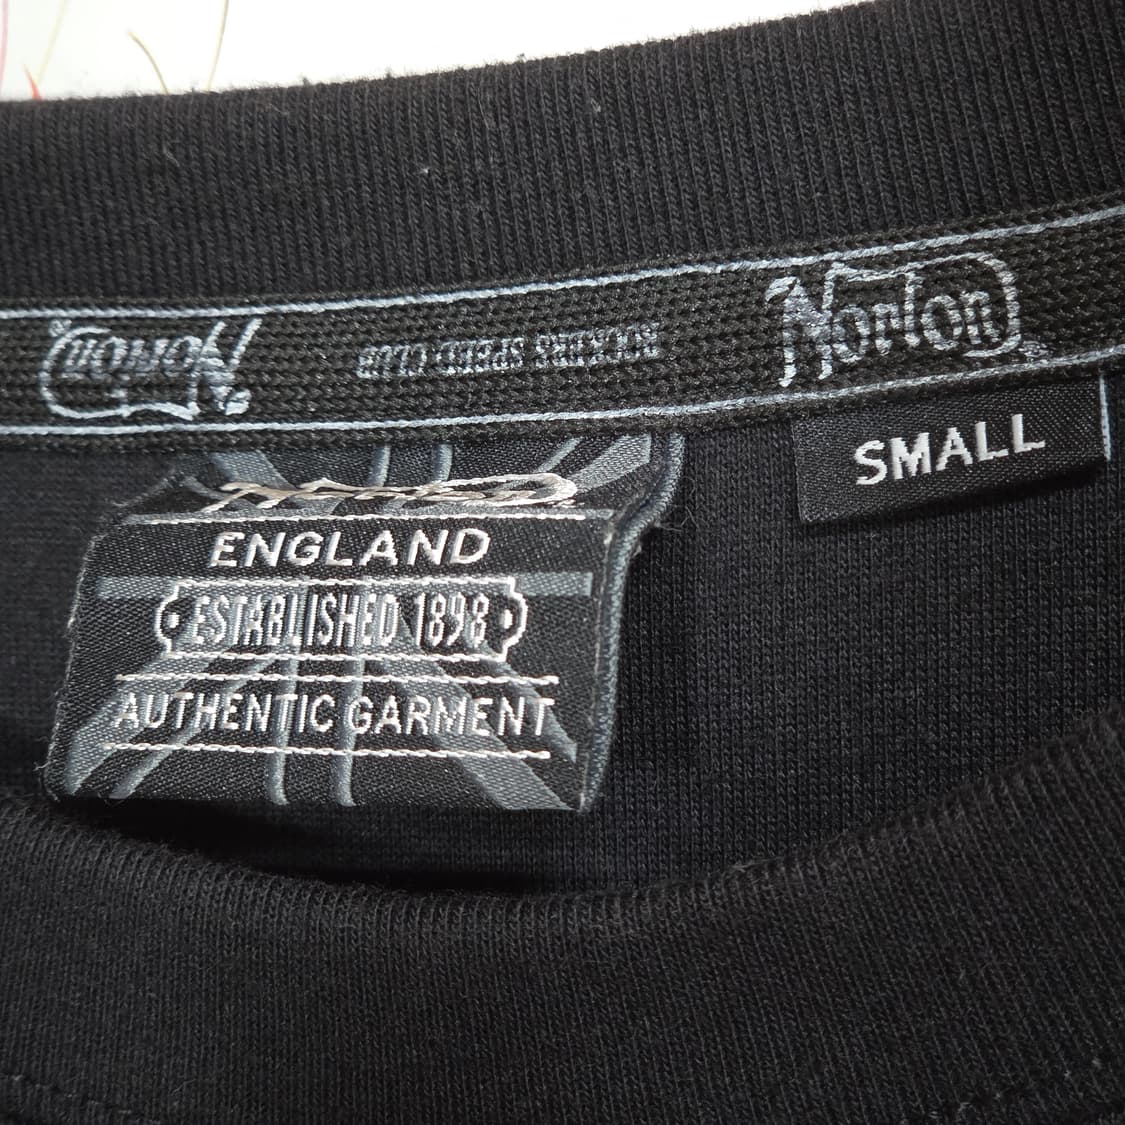 Norton
ROCKERS SPEED CLUB
Norton
SMALL
Norton
ENGLAND
ESTABLISHED 1898
AUTHENTIC GARMENT